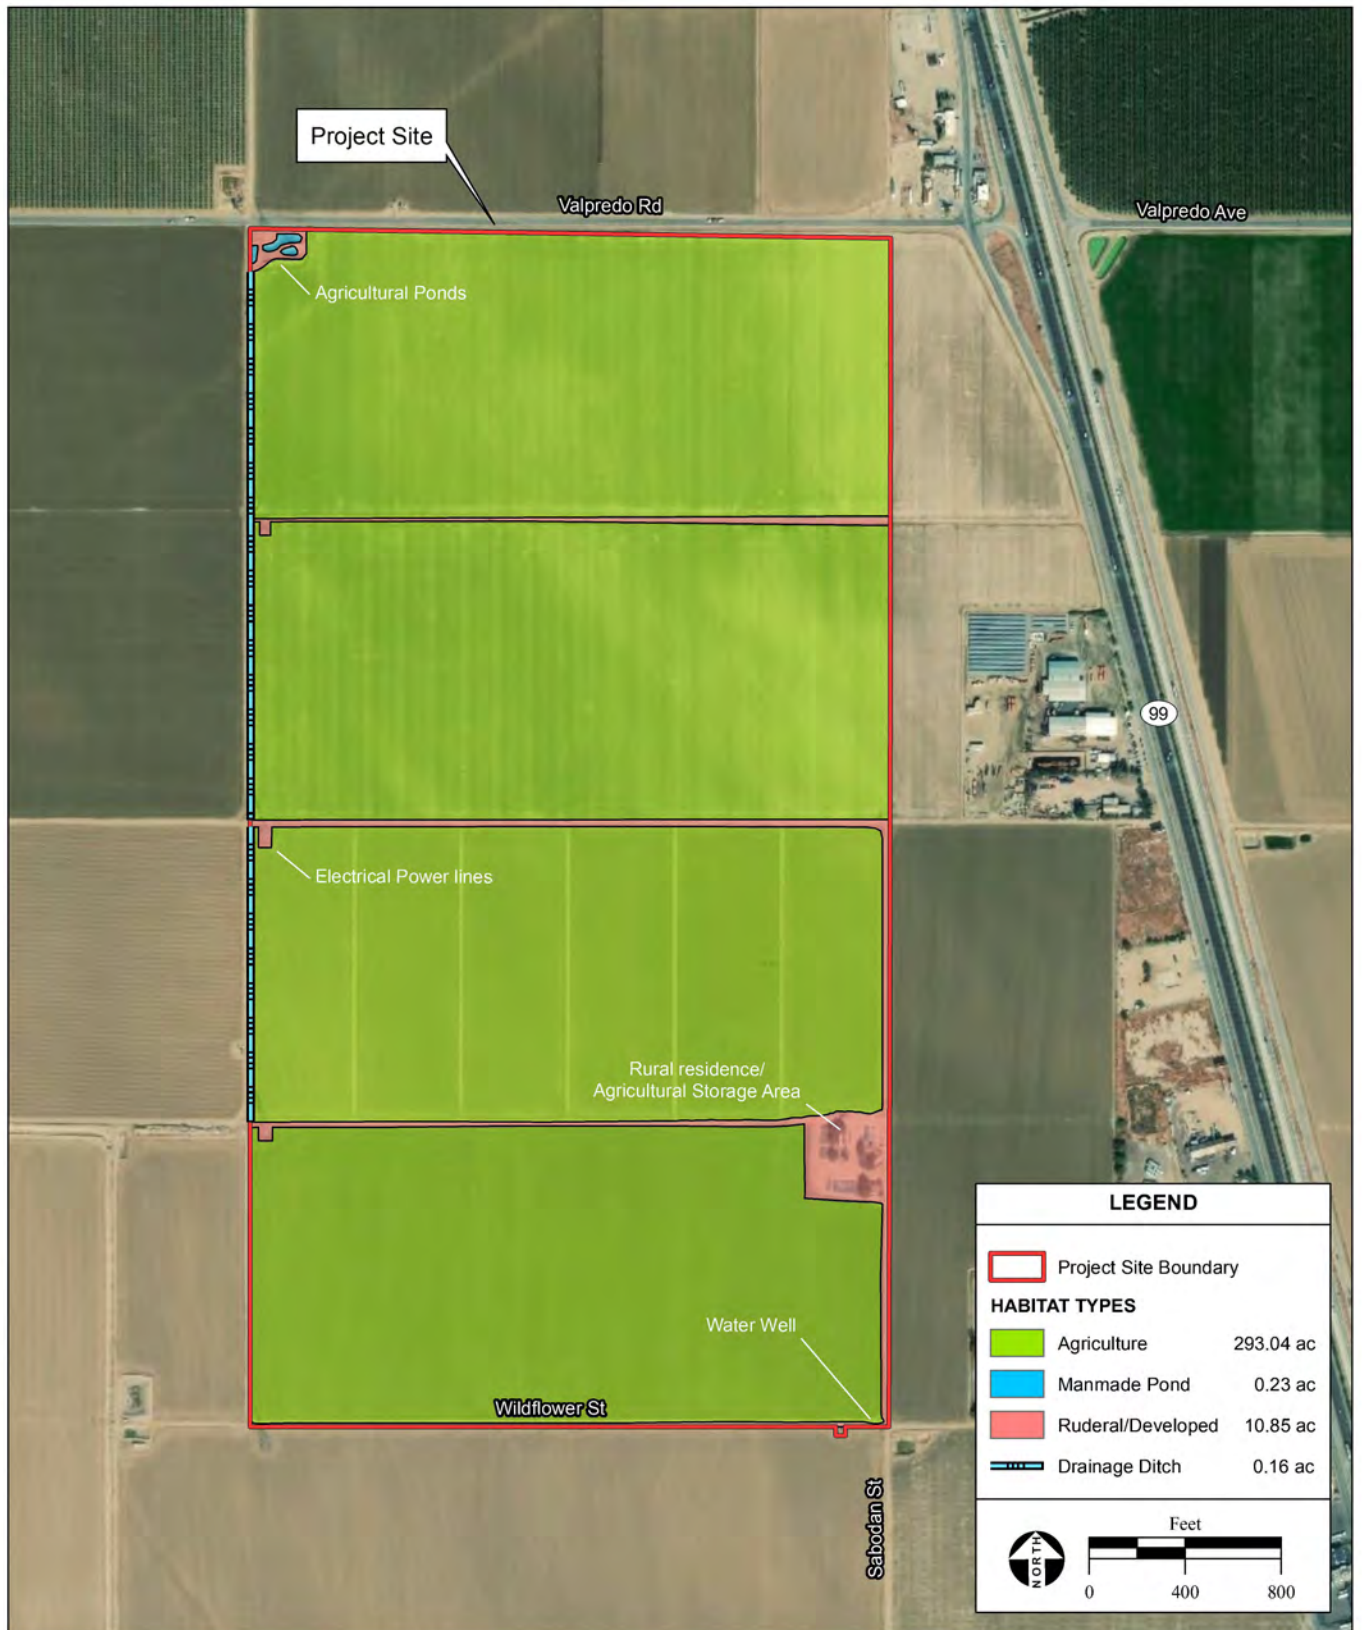 Project Site
Valpredo Rd
Valpredo Ave
Agricultural Ponds
99
Electrical Power lines
Rural residence/
Agricultural Storage Area
Water Well
Wildflower St
Sabodan St
LEGEND
Project Site Boundary
HABITAT TYPES
Agriculture 293.04 ac
Manmade Pond 0.23 ac
Ruderal/Developed 10.85 ac
Drainage Ditch 0.16 ac
NORTH
Feet
0 400 800